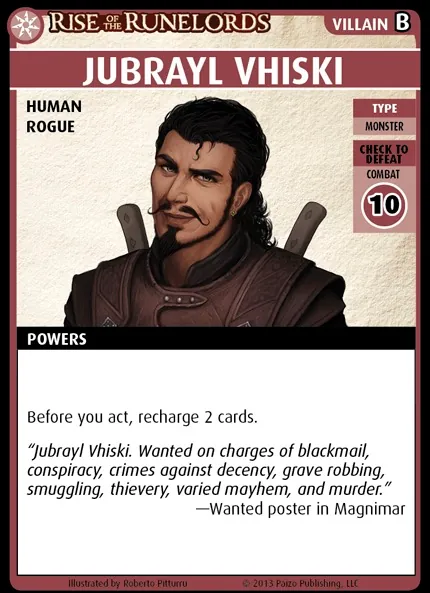 RISE OF THE RUNELORDS
VILLAIN B
JUBRAYL VHISKI
HUMAN
ROGUE
TYPE
MONSTER
CHECK TO
DEFEAT
COMBAT
10
POWERS
Before you act, recharge 2 cards.
“Jubrayl Vhiski. Wanted on charges of blackmail,
conspiracy, crimes against decency, grave robbing,
smuggling, thievery, varied mayhem, and murder.”
—Wanted poster in Magnimar
Illustrated by Roberto Pitturru
© 2013 Paizo Publishing, LLC